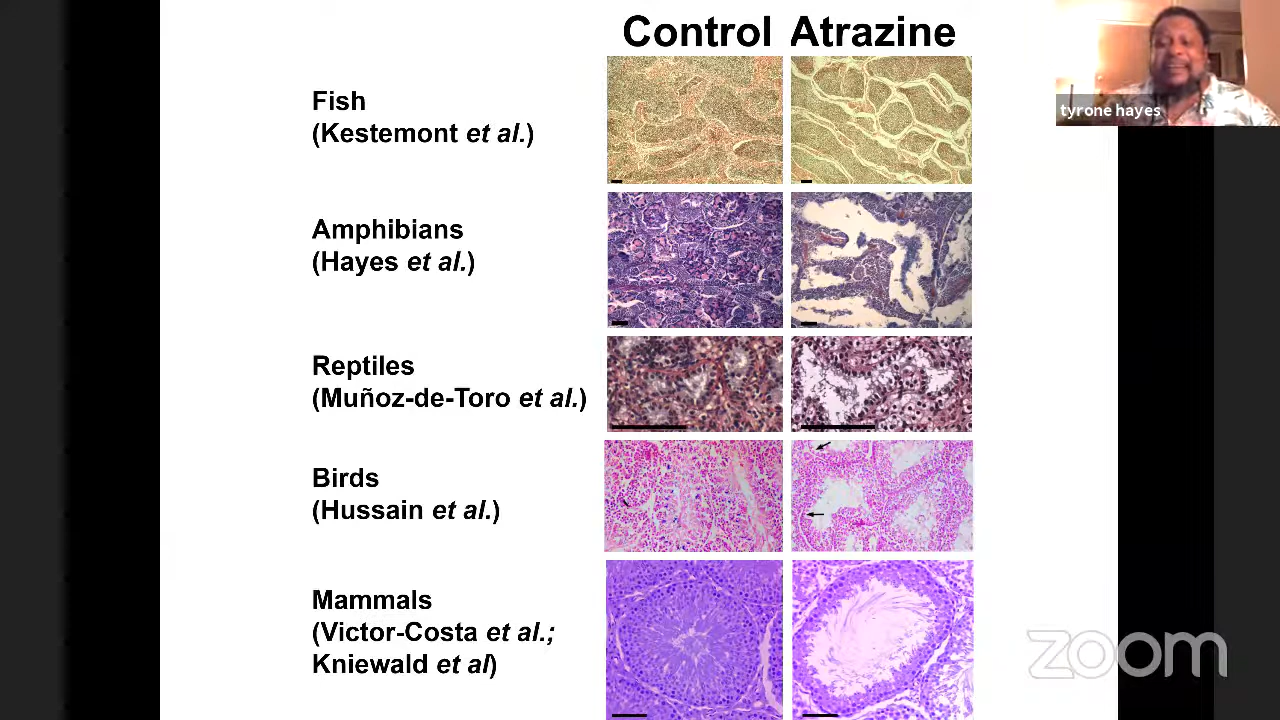 Control Atrazine
tyrone hayes
Fish
(Kestemont et al.)
Amphibians
(Hayes et al.)
Reptiles
(Muñoz-de-Toro et al.)
Birds
(Hussain et al.)
Mammals
(Victor-Costa et al.;
Kniewald et al)
zoom